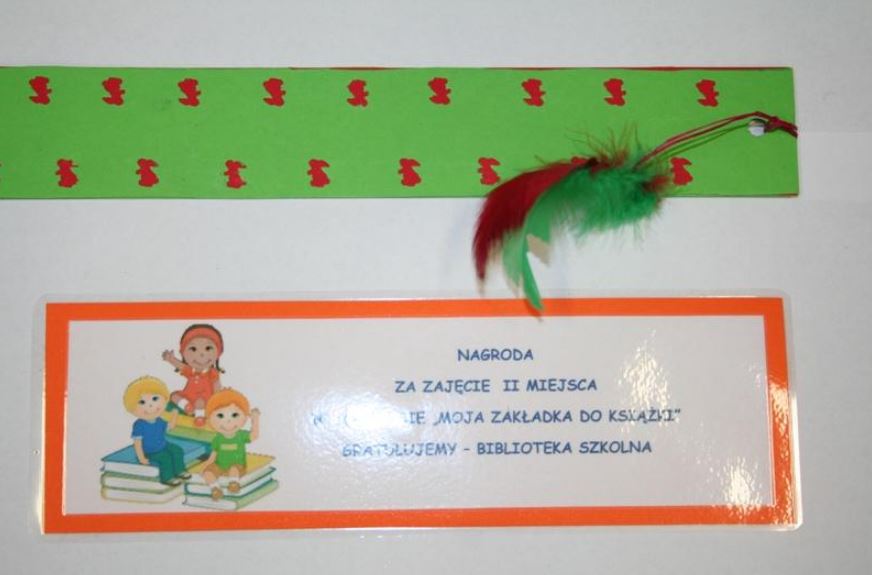 NAGRODA
ZA ZAJĘCIE II MIEJSCA
„MOJA ZAKŁADKA DO KSIĄŻKI”
GRATULUJEMY - BIBLIOTEKA SZKOLNA